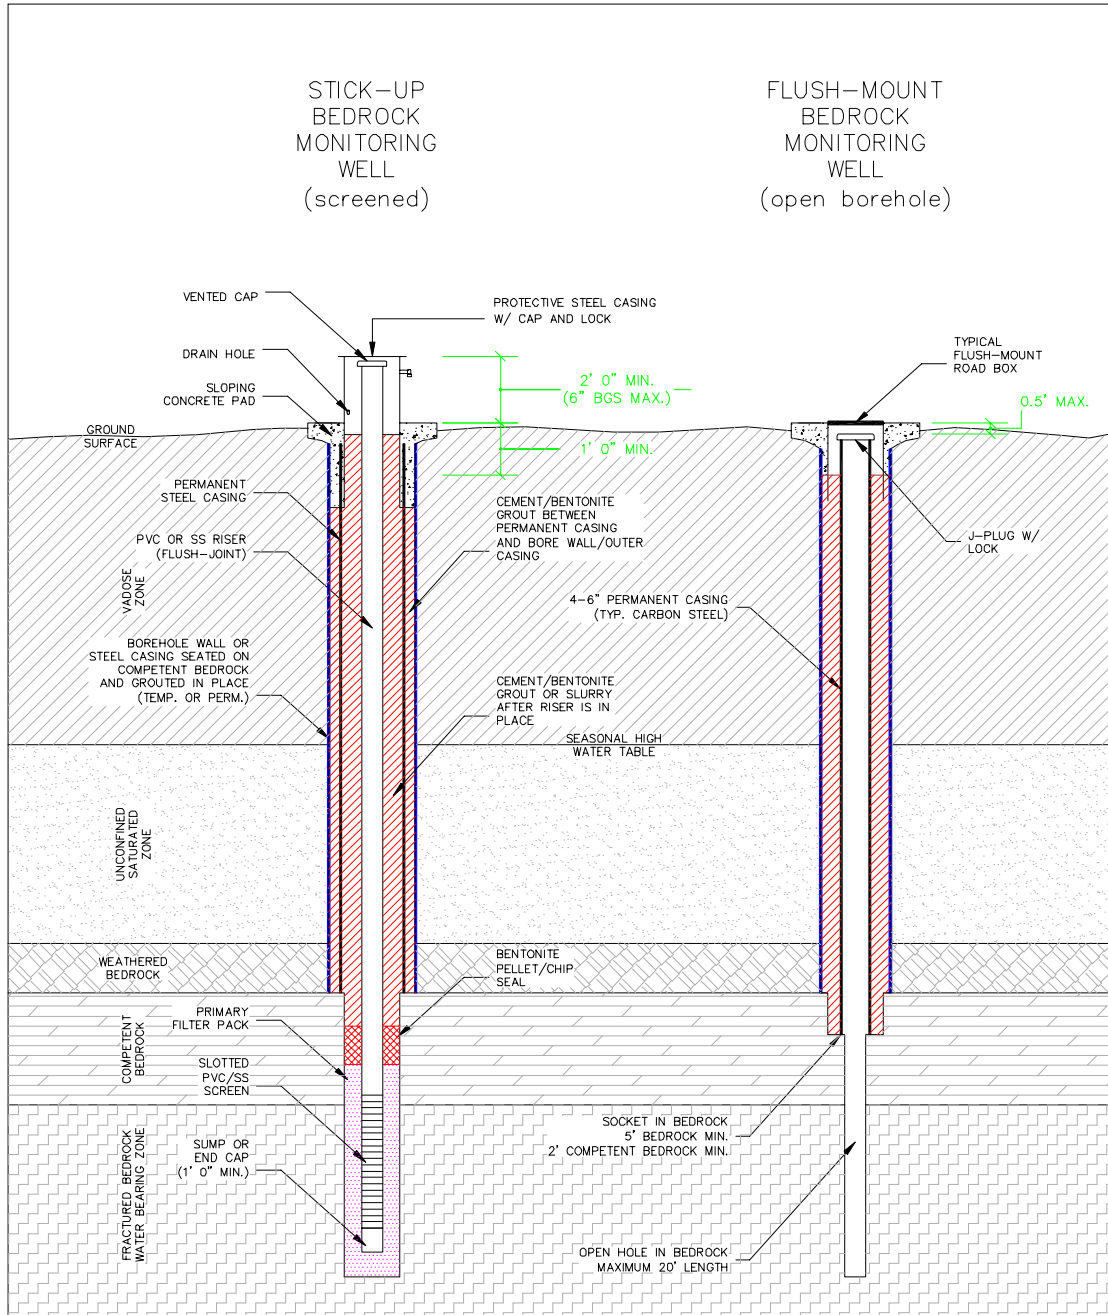 STICK-UP
BEDROCK
MONITORING
WELL
(screened)
FLUSH-MOUNT
BEDROCK
MONITORING
WELL
(open borehole)
VENTED CAP
PROTECTIVE STEEL CASING
W/ CAP AND LOCK
DRAIN HOLE
SLOPING
CONCRETE PAD
GROUND
SURFACE
2' 0" MIN.
(6" BGS MAX.)
1' 0" MIN.
TYPICAL
FLUSH-MOUNT
ROAD BOX
0.5' MAX.
PERMANENT
STEEL CASING
PVC OR SS RISER
(FLUSH-JOINT)
CEMENT/BENTONITE
GROUT BETWEEN
PERMANENT CASING
AND BORE WALL/OUTER
CASING
J-PLUG W/
LOCK
VADOSE
ZONE
4-6" PERMANENT CASING
(TYP. CARBON STEEL)
BOREHOLE WALL OR
STEEL CASING SEATED ON
COMPETENT BEDROCK
AND GROUTED IN PLACE
(TEMP. OR PERM.)
CEMENT/BENTONITE
GROUT OR SLURRY
AFTER RISER IS IN
PLACE
SEASONAL HIGH
WATER TABLE
UNCONFINED
SATURATED
ZONE
WEATHERED
BEDROCK
BENTONITE
PELLET/CHIP
SEAL
PRIMARY
FILTER PACK
COMPETENT
BEDROCK
SLOTTED
PVC/SS
SCREEN
SUMP OR
END CAP
(1' 0" MIN.)
SOCKET IN BEDROCK
5' BEDROCK MIN.
2' COMPETENT BEDROCK MIN.
FRACTURED BEDROCK
WATER BEARING ZONE
OPEN HOLE IN BEDROCK
MAXIMUM 20' LENGTH